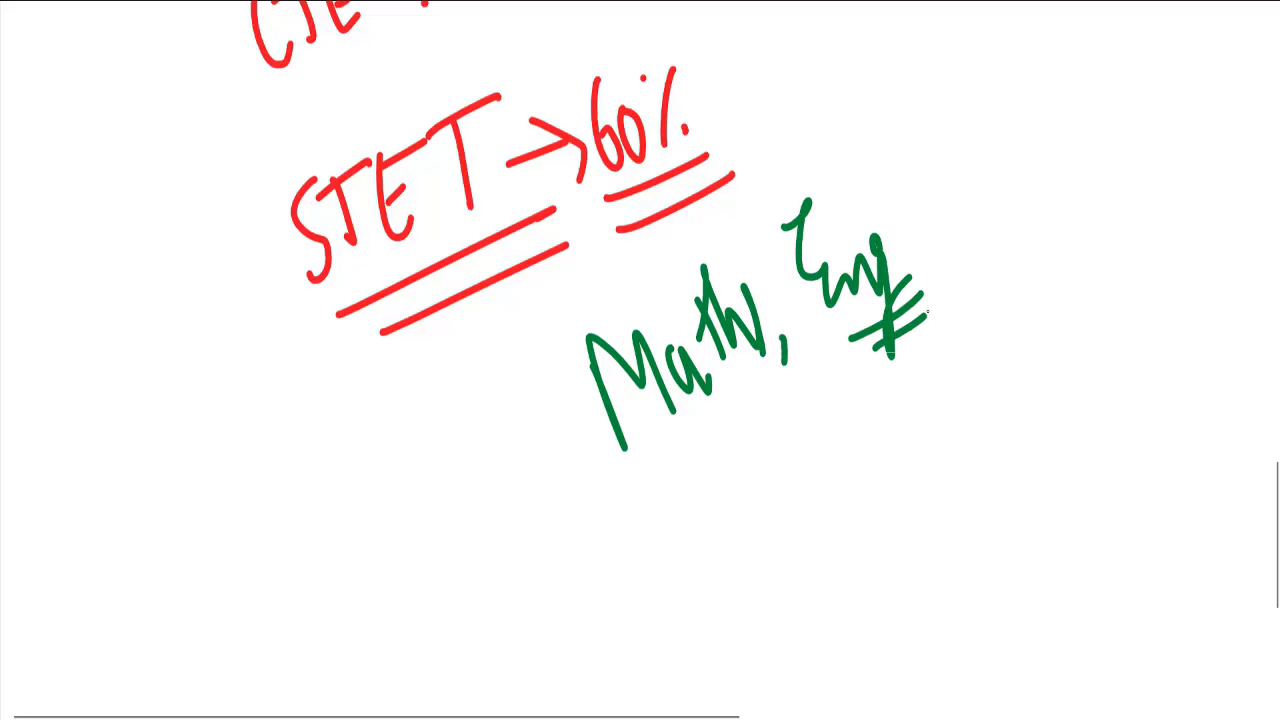 STET → 60%
Math, Eng